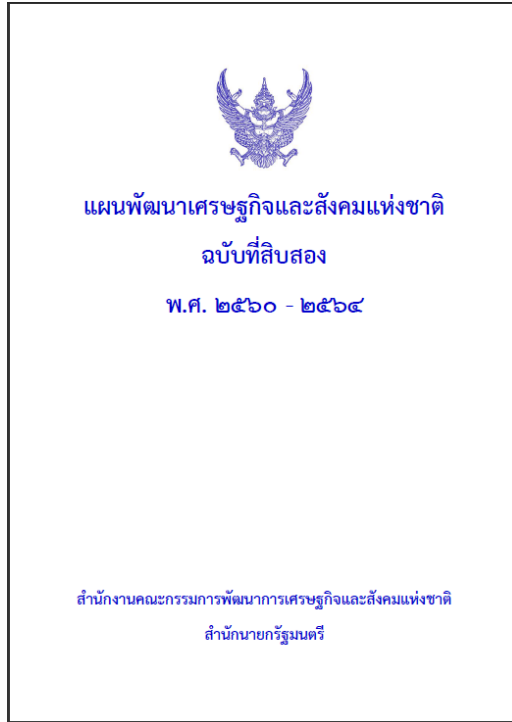 แผนพัฒนาเศรษฐกิจและสังคมแห่งชาติ
ฉบับที่สิบสอง
พ.ศ. ๒๕๖๐ - ๒๕๖๔
สำนักงานคณะกรรมการพัฒนาการเศรษฐกิจและสังคมแห่งชาติ
สำนักนายกรัฐมนตรี